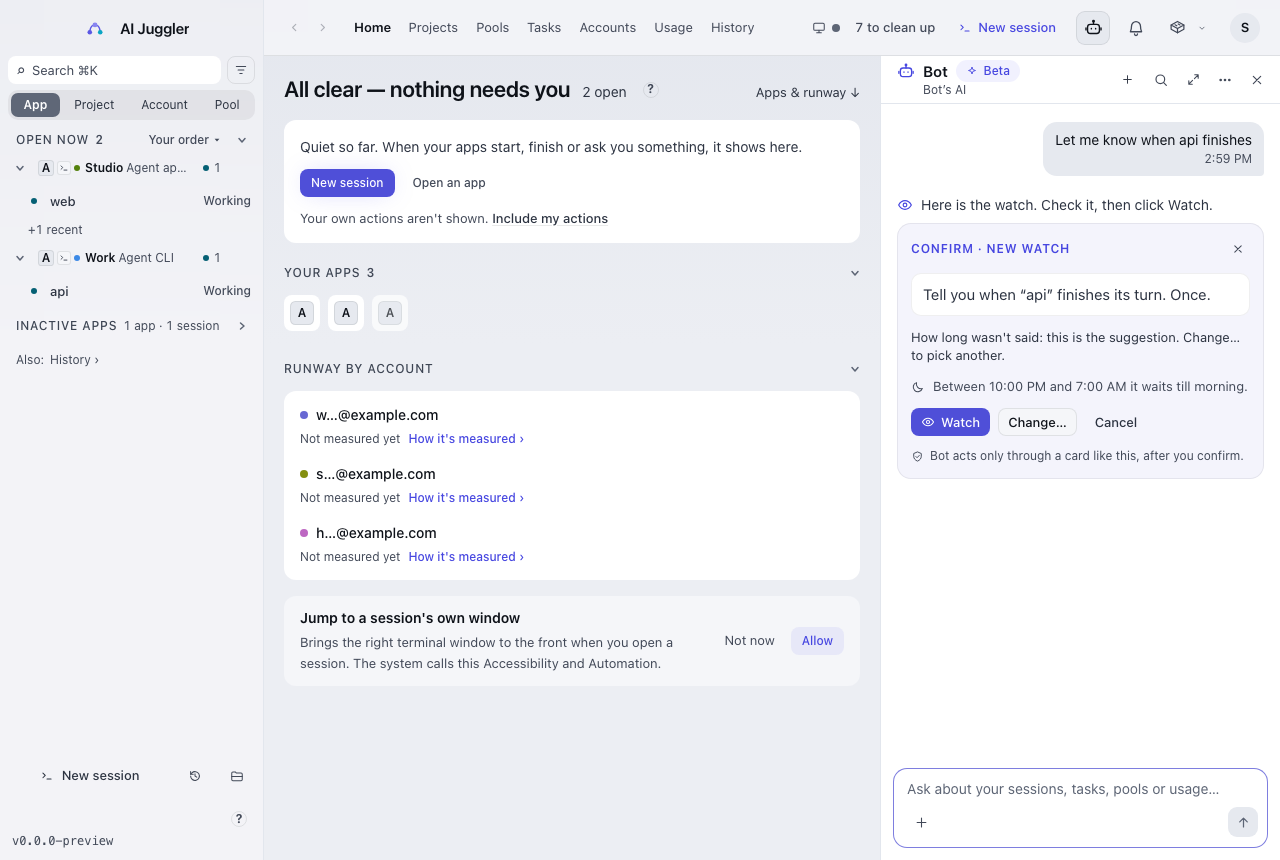 AI Juggler
Search ⌘K
App Project Account Pool
OPEN NOW 2 Your order
A Studio Agent ap... 1
web Working
+1 recent
A Work Agent CLI 1
api Working
INACTIVE APPS 1 app · 1 session
Also: History ›
New session
?
v0.0.0-preview
Home Projects Pools Tasks Accounts Usage History
7 to clean up
New session
S
All clear — nothing needs you 2 open ?
Apps & runway ↓
Quiet so far. When your apps start, finish or ask you something, it shows here.
New session Open an app
Your own actions aren't shown. Include my actions
YOUR APPS 3
A A A
RUNWAY BY ACCOUNT
w...@example.com
Not measured yet How it's measured ›
s...@example.com
Not measured yet How it's measured ›
h...@example.com
Not measured yet How it's measured ›
Jump to a session's own window
Brings the right terminal window to the front when you open a
session. The system calls this Accessibility and Automation.
Not now Allow
Bot Beta
Bot's AI
Let me know when api finishes
2:59 PM
Here is the watch. Check it, then click Watch.
CONFIRM · NEW WATCH
Tell you when “api” finishes its turn. Once.
How long wasn't said: this is the suggestion. Change...
to pick another.
Between 10:00 PM and 7:00 AM it waits till morning.
Watch Change... Cancel
Bot acts only through a card like this, after you confirm.
Ask about your sessions, tasks, pools or usage...